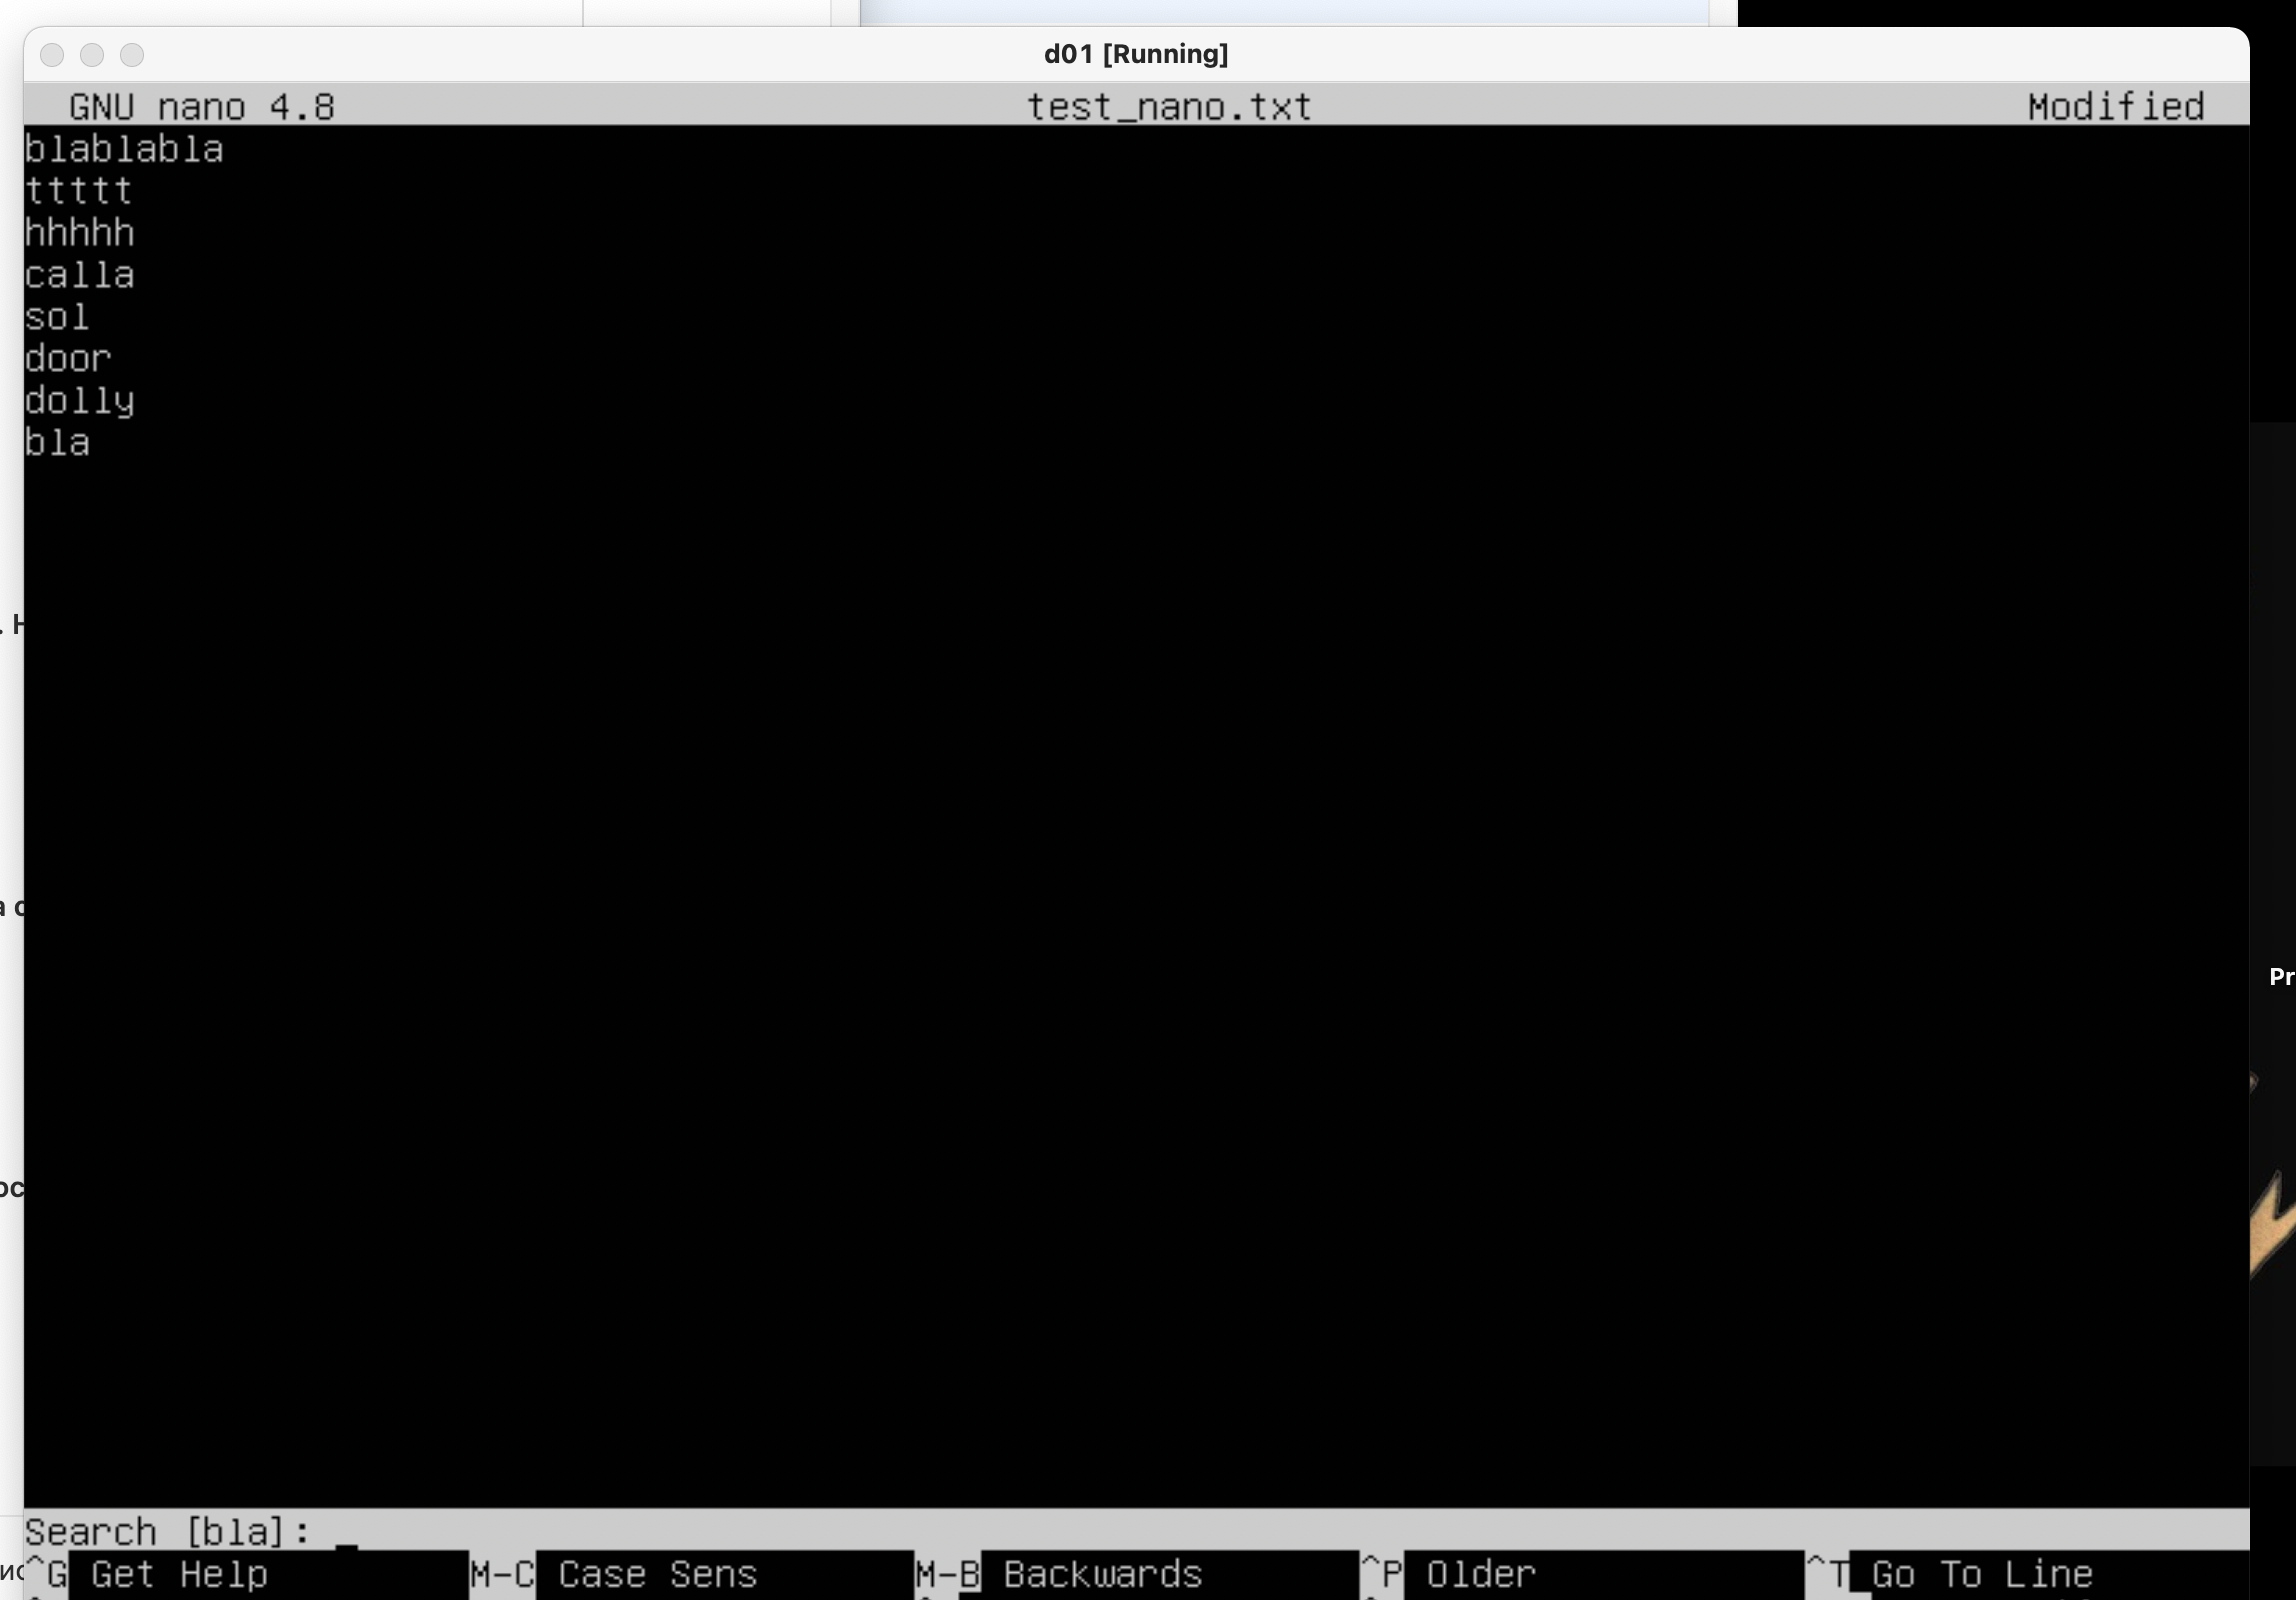 d01 [Running]
GNU nano 4.8 test_nano.txt Modified
blablabla
ttttt
hhhhh
calla
sol
door
dolly
bla
Search [bla]:
^G Get Help M-C Case Sens M-B Backwards ^P Older ^T Go To Line